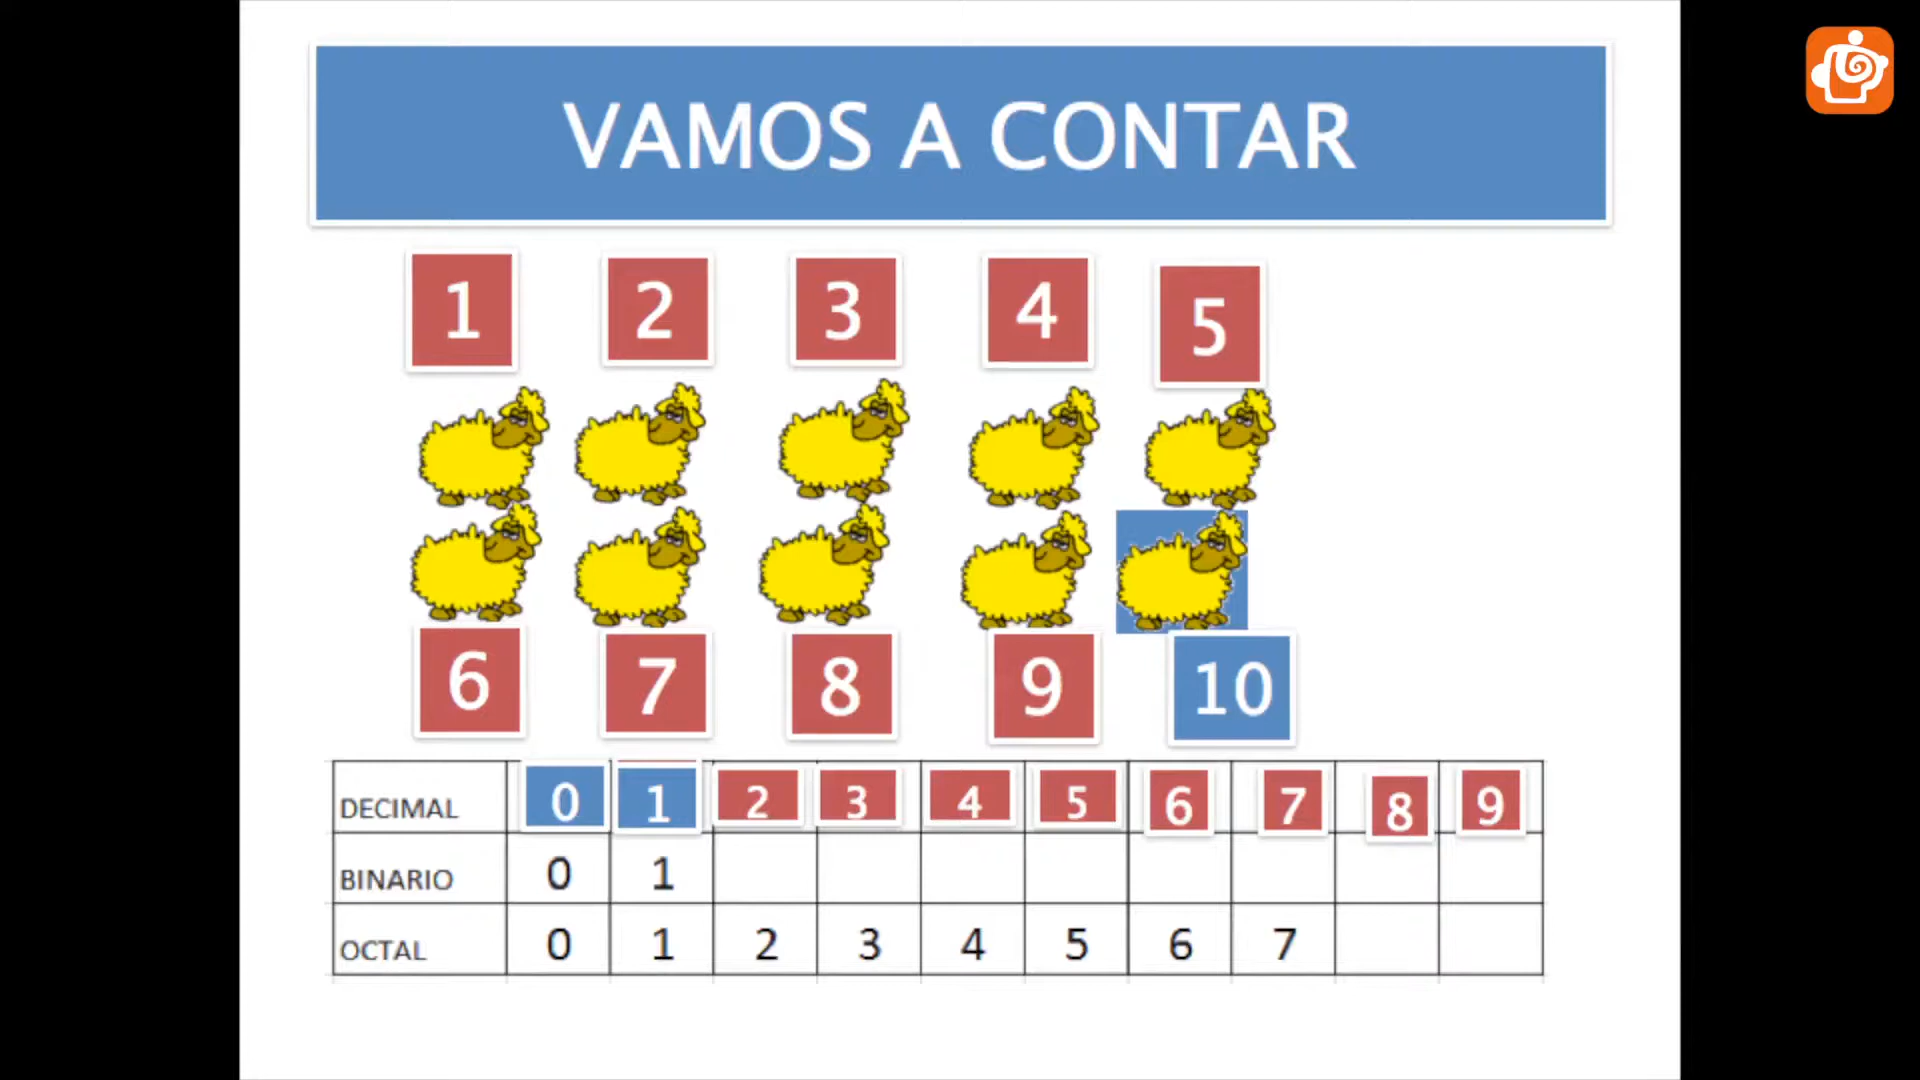 VAMOS A CONTAR
1 2 3 4 5
6 7 8 9 10
DECIMAL 0 1 2 3 4 5 6 7 8 9
BINARIO 0 1
OCTAL 0 1 2 3 4 5 6 7